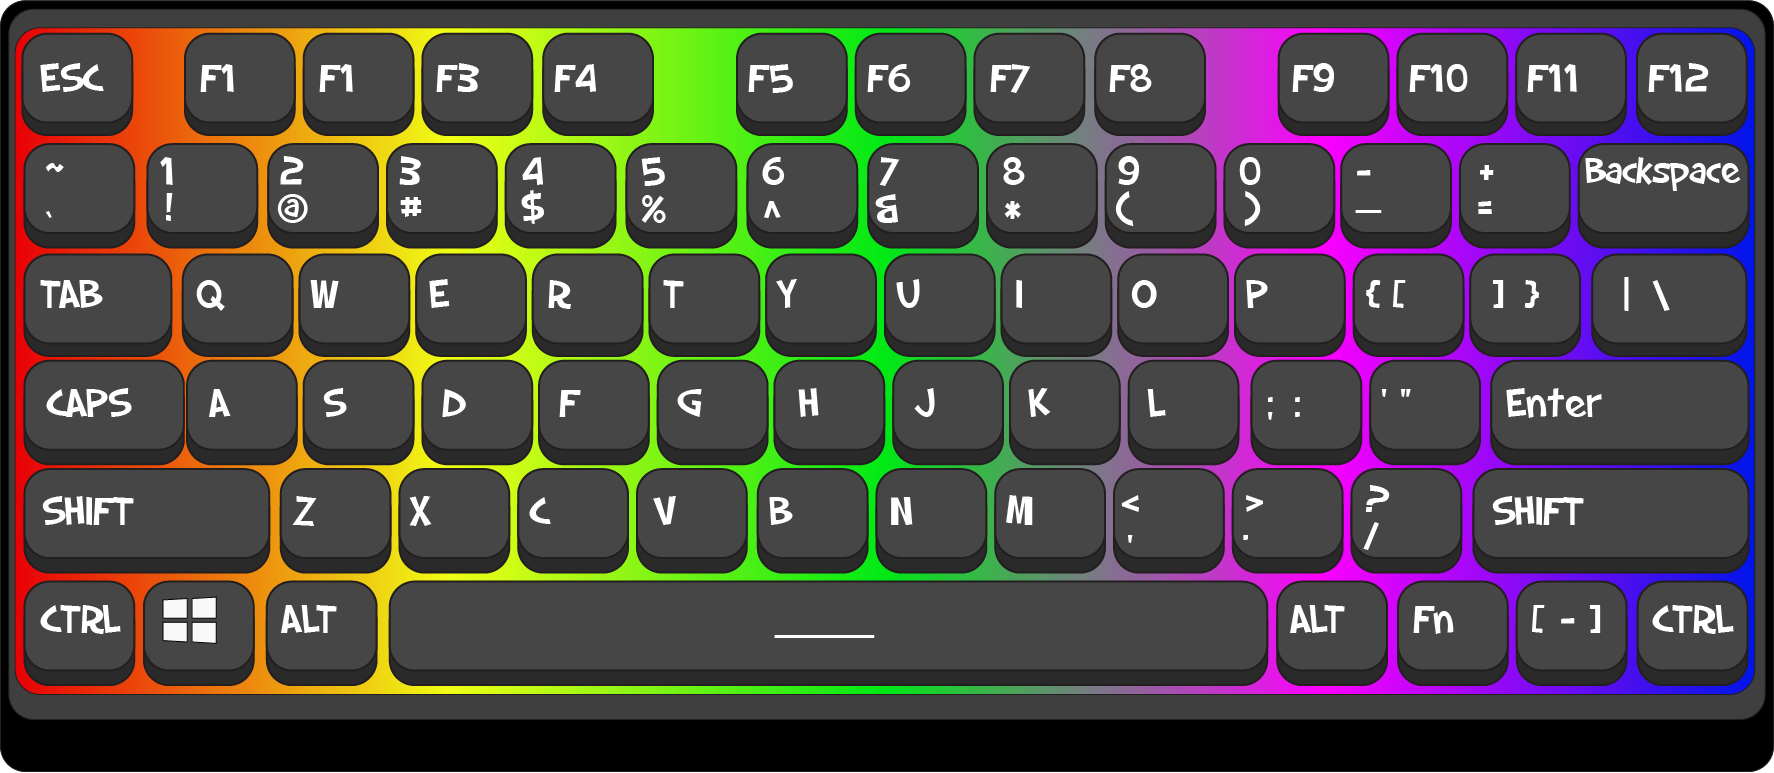 ESC F1 F1 F3 F4 F5 F6 F7 F8 F9 F10 F11 F12
~ 1 2 3 4 5 6 7 8 9 0 - + Backspace
` ! @ # $ % ^ & * ( ) _ =
TAB Q W E R T Y U I O P { [ ] } | \
CAPS A S D F G H J K L ; : ' " Enter
SHIFT Z X C V B N M < > ? SHIFT
' . /
CTRL ALT ALT Fn [ - ] CTRL